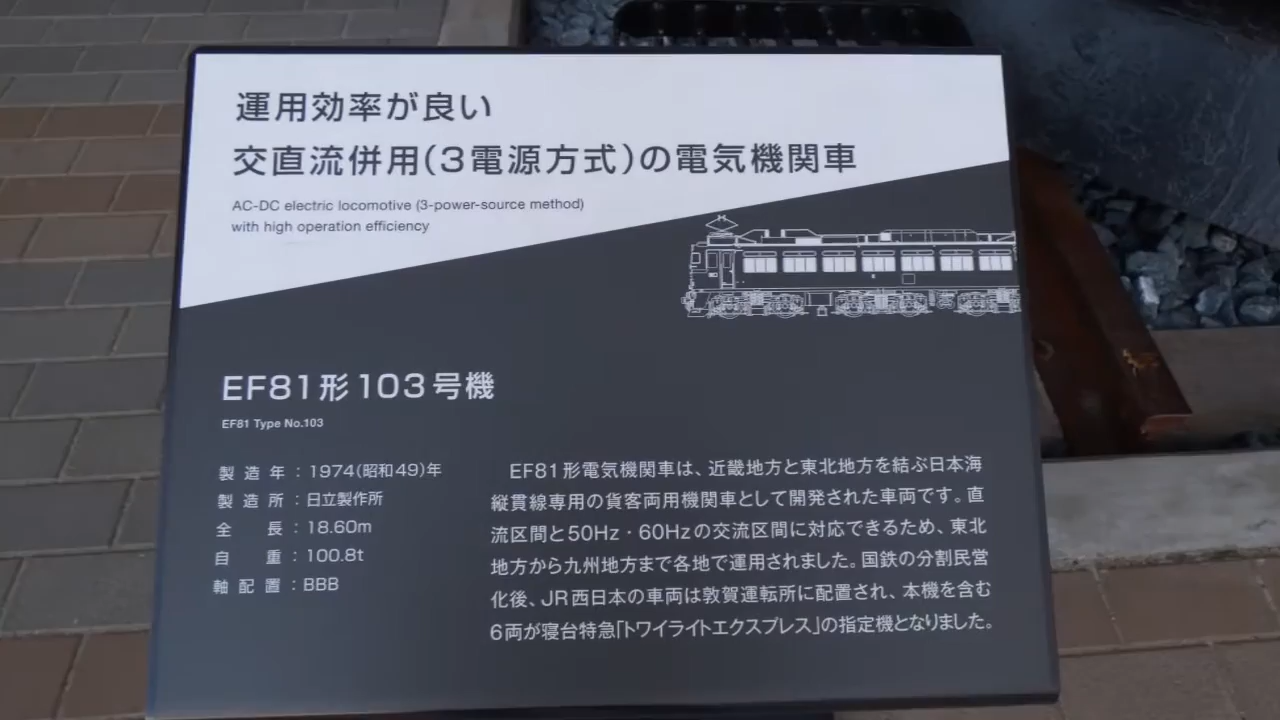 運用効率が良い
交直流併用(3電源方式)の電気機関車
AC-DC electric locomotive (3-power-source method)
with high operation efficiency
EF81形103号機
EF81 Type No.103
製造年：1974(昭和49)年
製造所：日立製作所
全長：18.60m
自重：100.8t
軸配置：BBB
EF81形電気機関車は、近畿地方と東北地方を結ぶ日本海
縦貫線専用の貨客両用機関車として開発された車両です。直
流区間と50Hz・60Hzの交流区間に対応できるため、東北
地方から九州地方まで各地で運用されました。国鉄の分割民営
化後、JR西日本の車両は敦賀運転所に配置され、本機を含む
6両が寝台特急「トワイライトエクスプレス」の指定機となりました。